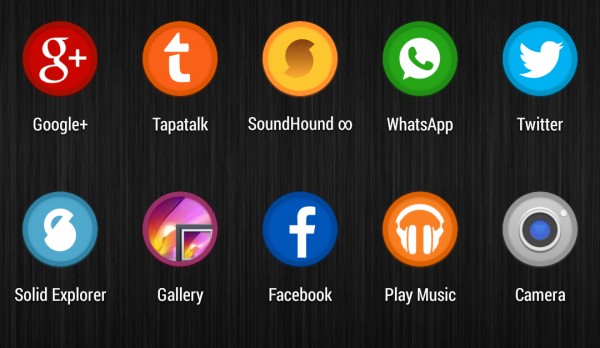 g+
Google+
t
Tapatalk
SoundHound ∞
WhatsApp
Twitter
Solid Explorer
Gallery
f
Facebook
Play Music
Camera